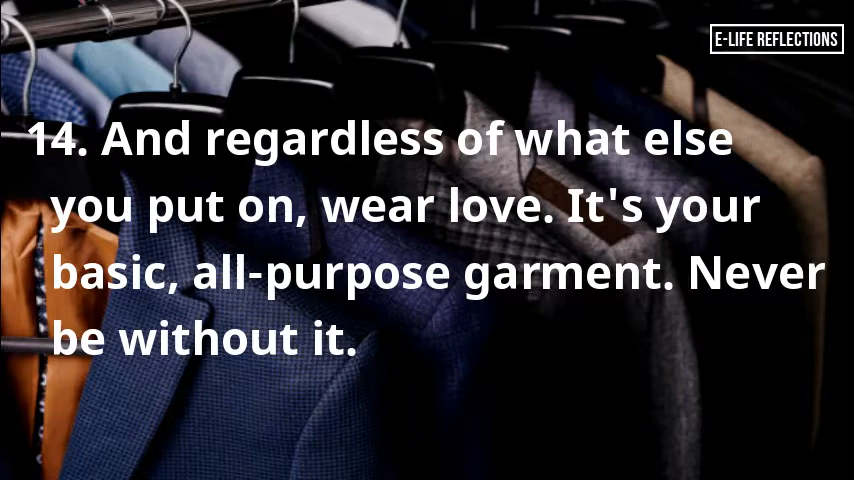 E-LIFE REFLECTIONS
14. And regardless of what else
you put on, wear love. It's your
basic, all-purpose garment. Never
be without it.